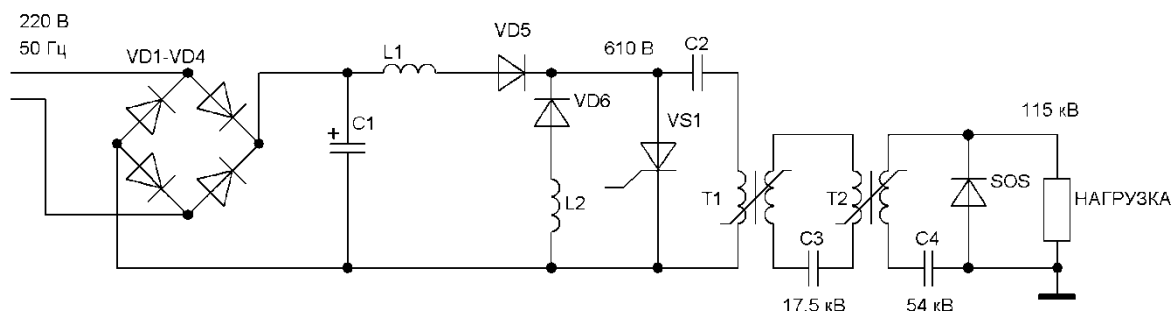 220 В
50 Гц
VD1-VD4
L1
VD5
610 В
C2
C1
VD6
VS1
L2
T1
T2
C3
17.5 кВ
C4
54 кВ
SOS
115 кВ
НАГРУЗКА